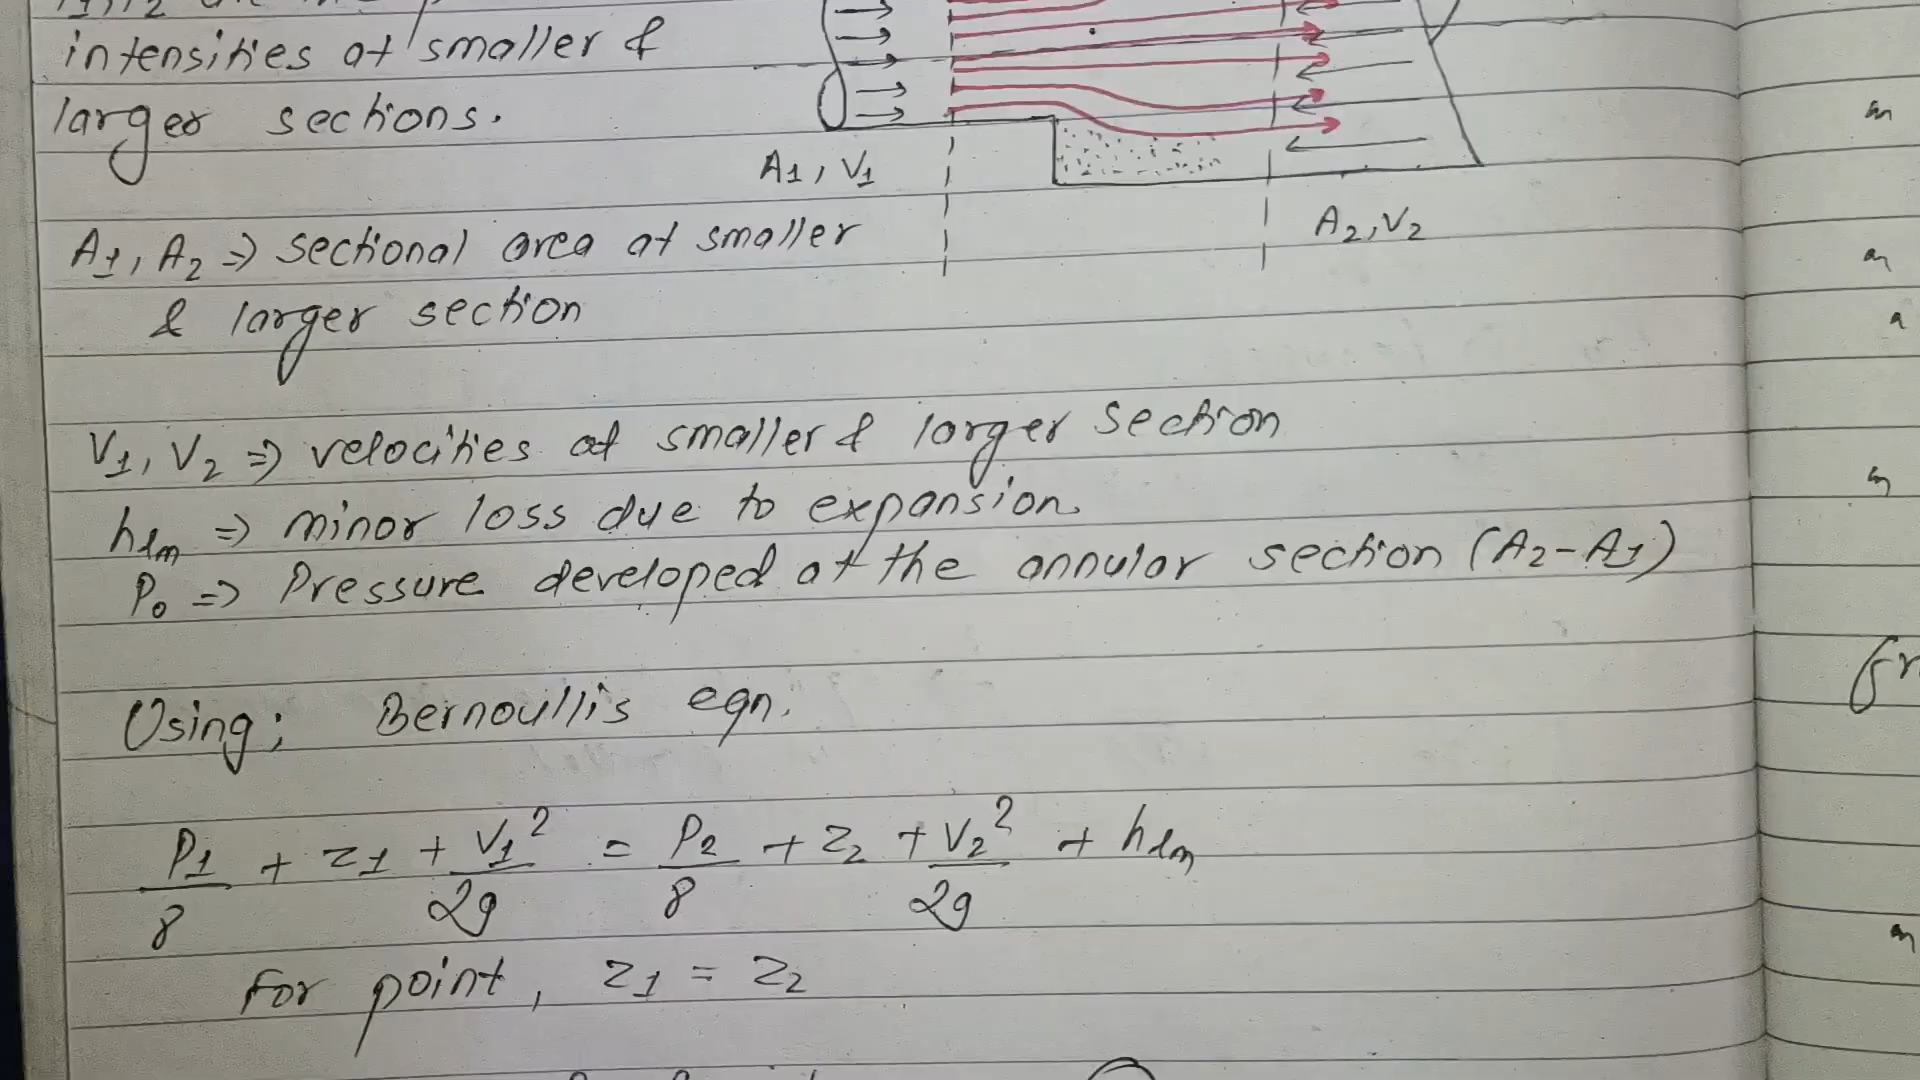 intensities at smaller &
larger sections.
A1, V1
A2, V2
A1, A2 => sectional area at smaller
& larger section
V1, V2 => velocities at smaller & larger section
hlm => minor loss due to expansion.
Po => Pressure developed at the annular section (A2-A1)
Using; Bernoullis eqn.
P1/γ + z1 + V1²/2g = P2/γ + z2 + V2²/2g + hlm
For point, z1 = z2